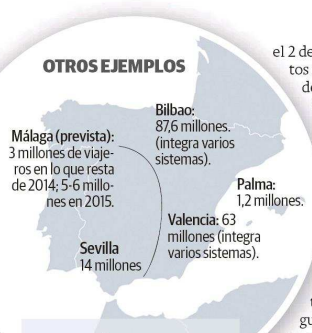 OTROS EJEMPLOS
Málaga (prevista):
3 millones de viaje-
ros en lo que resta
de 2014; 5-6 millo-
nes en 2015.
Bilbao:
87,6 millones.
(integra varios
sistemas).
Palma:
1,2 millones.
Valencia: 63
millones (integra
varios sistemas).
Sevilla
14 millones
el 2 de
tos